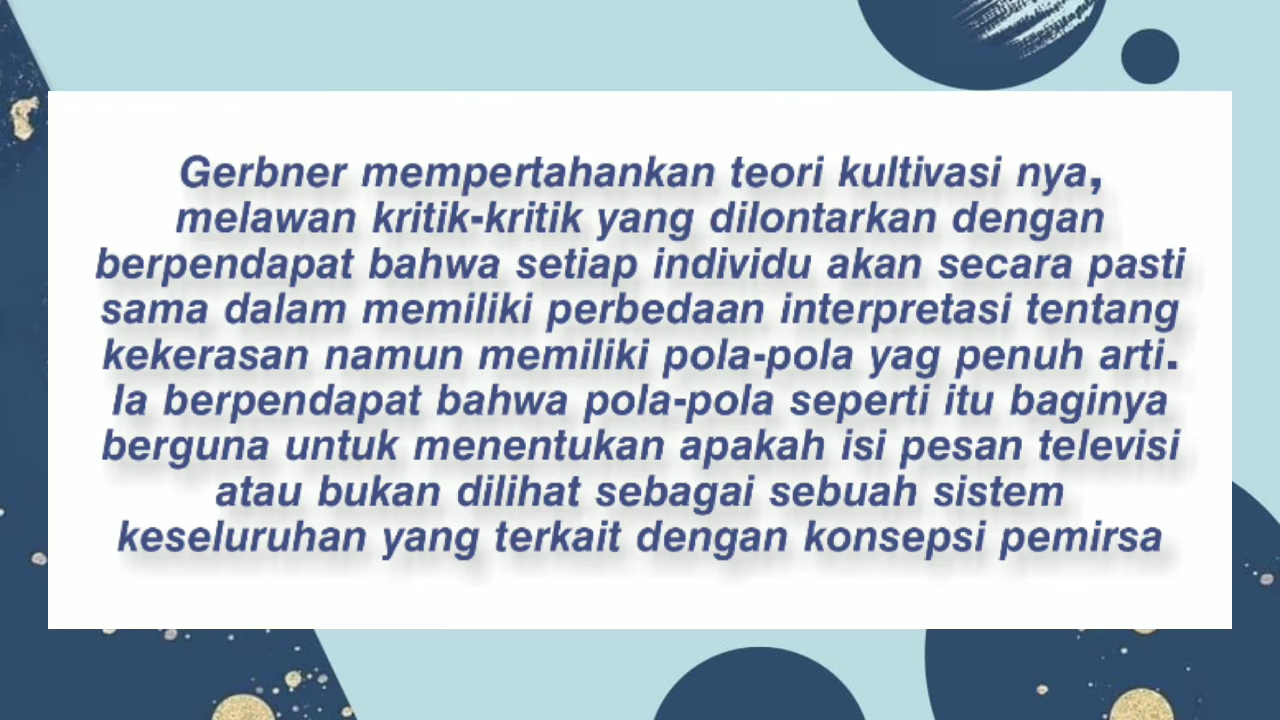 Gerbner mempertahankan teori kultivasi nya,
melawan kritik-kritik yang dilontarkan dengan
berpendapat bahwa setiap individu akan secara pasti
sama dalam memiliki perbedaan interpretasi tentang
kekerasan namun memiliki pola-pola yag penuh arti.
Ia berpendapat bahwa pola-pola seperti itu baginya
berguna untuk menentukan apakah isi pesan televisi
atau bukan dilihat sebagai sebuah sistem
keseluruhan yang terkait dengan konsepsi pemirsa